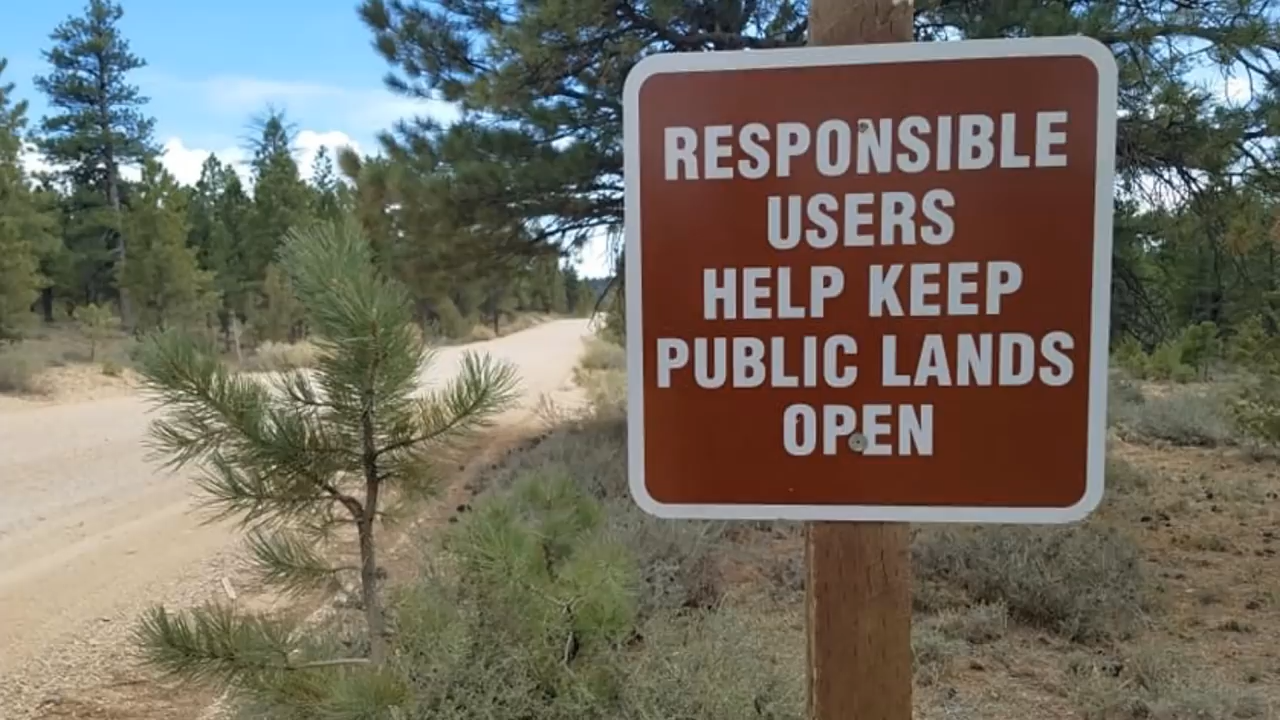 RESPONSIBLE
USERS
HELP KEEP
PUBLIC LANDS
OPEN